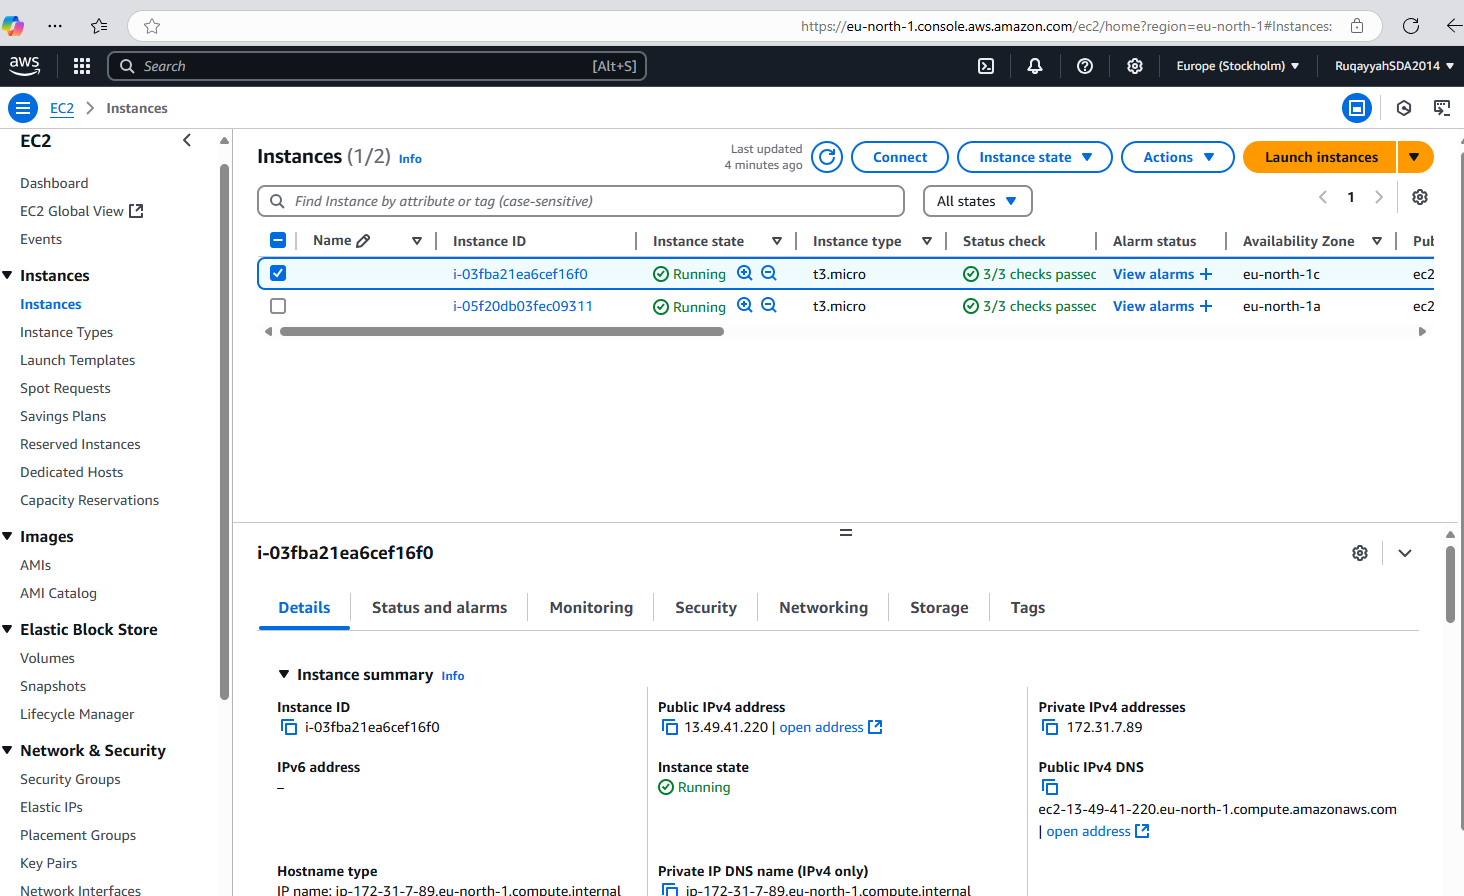 https://eu-north-1.console.aws.amazon.com/ec2/home?region=eu-north-1#Instances:
aws
Search
[Alt+S]
Europe (Stockholm)
RuqayyahSDA2014
EC2
Instances
EC2
Dashboard
EC2 Global View
Events
Instances
Instances
Instance Types
Launch Templates
Spot Requests
Savings Plans
Reserved Instances
Dedicated Hosts
Capacity Reservations
Images
AMIs
AMI Catalog
Elastic Block Store
Volumes
Snapshots
Lifecycle Manager
Network & Security
Security Groups
Elastic IPs
Placement Groups
Key Pairs
Network Interfaces
Instances (1/2) Info
Last updated
4 minutes ago
Connect
Instance state
Actions
Launch instances
Find Instance by attribute or tag (case-sensitive)
All states
1
Name Instance ID Instance state Instance type Status check Alarm status Availability Zone Pub
i-03fba21ea6cef16f0 Running t3.micro 3/3 checks passec View alarms + eu-north-1c ec2
i-05f20db03fec09311 Running t3.micro 3/3 checks passec View alarms + eu-north-1a ec2
i-03fba21ea6cef16f0
Details
Status and alarms
Monitoring
Security
Networking
Storage
Tags
Instance summary Info
Instance ID
i-03fba21ea6cef16f0
Public IPv4 address
13.49.41.220 | open address
Private IPv4 addresses
172.31.7.89
IPv6 address
–
Instance state
Running
Public IPv4 DNS
ec2-13-49-41-220.eu-north-1.compute.amazonaws.com
| open address
Hostname type
IP name: ip-172-31-7-89.eu-north-1.compute.internal
Private IP DNS name (IPv4 only)
ip-172-31-7-89.eu-north-1.compute.internal